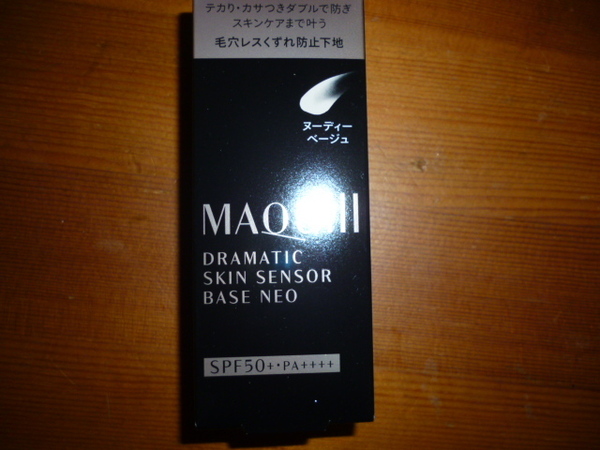 テカリ・カサつきダブルで防ぎ
スキンケアまで叶う
毛穴レスくずれ防止下地
ヌーディー
ベージュ
DRAMATIC
SKIN SENSOR
BASE NEO
SPF50+・PA++++